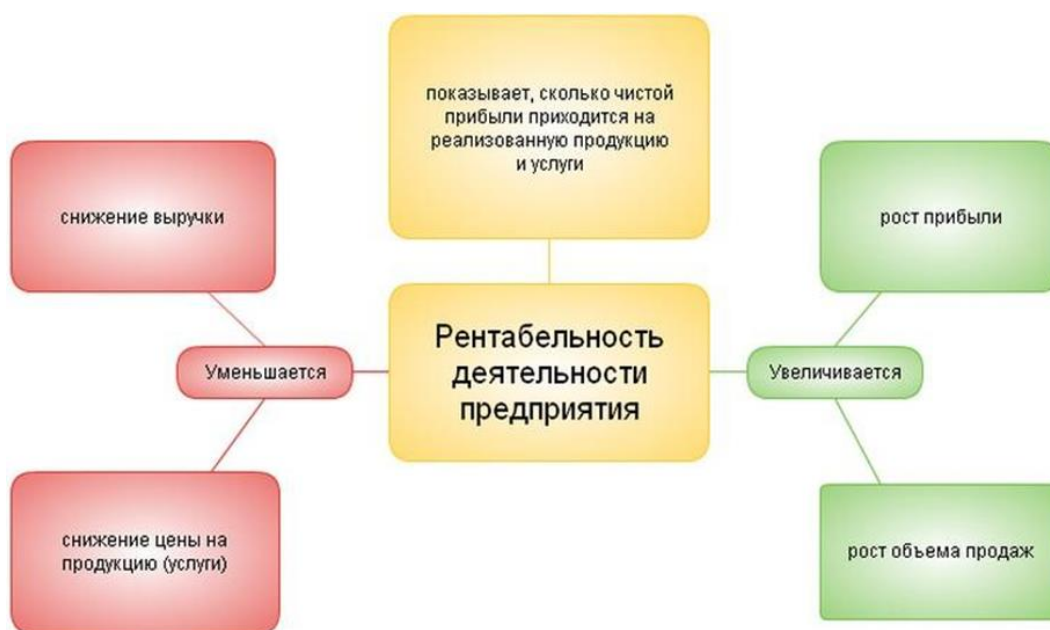 показывает, сколько чистой
прибыли приходится на
реализованную продукцию
и услуги
снижение выручки
рост прибыли
Рентабельность
деятельности
предприятия
Уменьшается
Увеличивается
снижение цены на
продукцию (услуги)
рост объема продаж